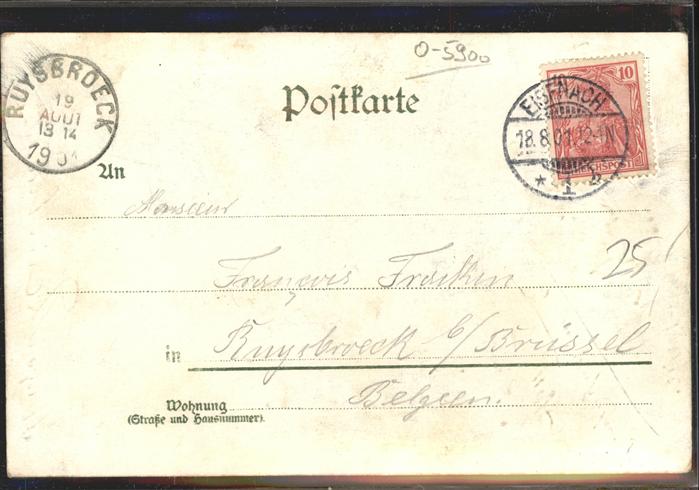 O-5900
RUYSBROECK
19
AOUT
13 14
1901
Postkarte
10
REICHSPOST
EISENACH
18.8.01.12-1N.
* 1
An
Monsieur
François Fraiken
25
in Ruysbroeck b/Brüssel
Belgien
Wohnung
(Straße und Hausnummer)